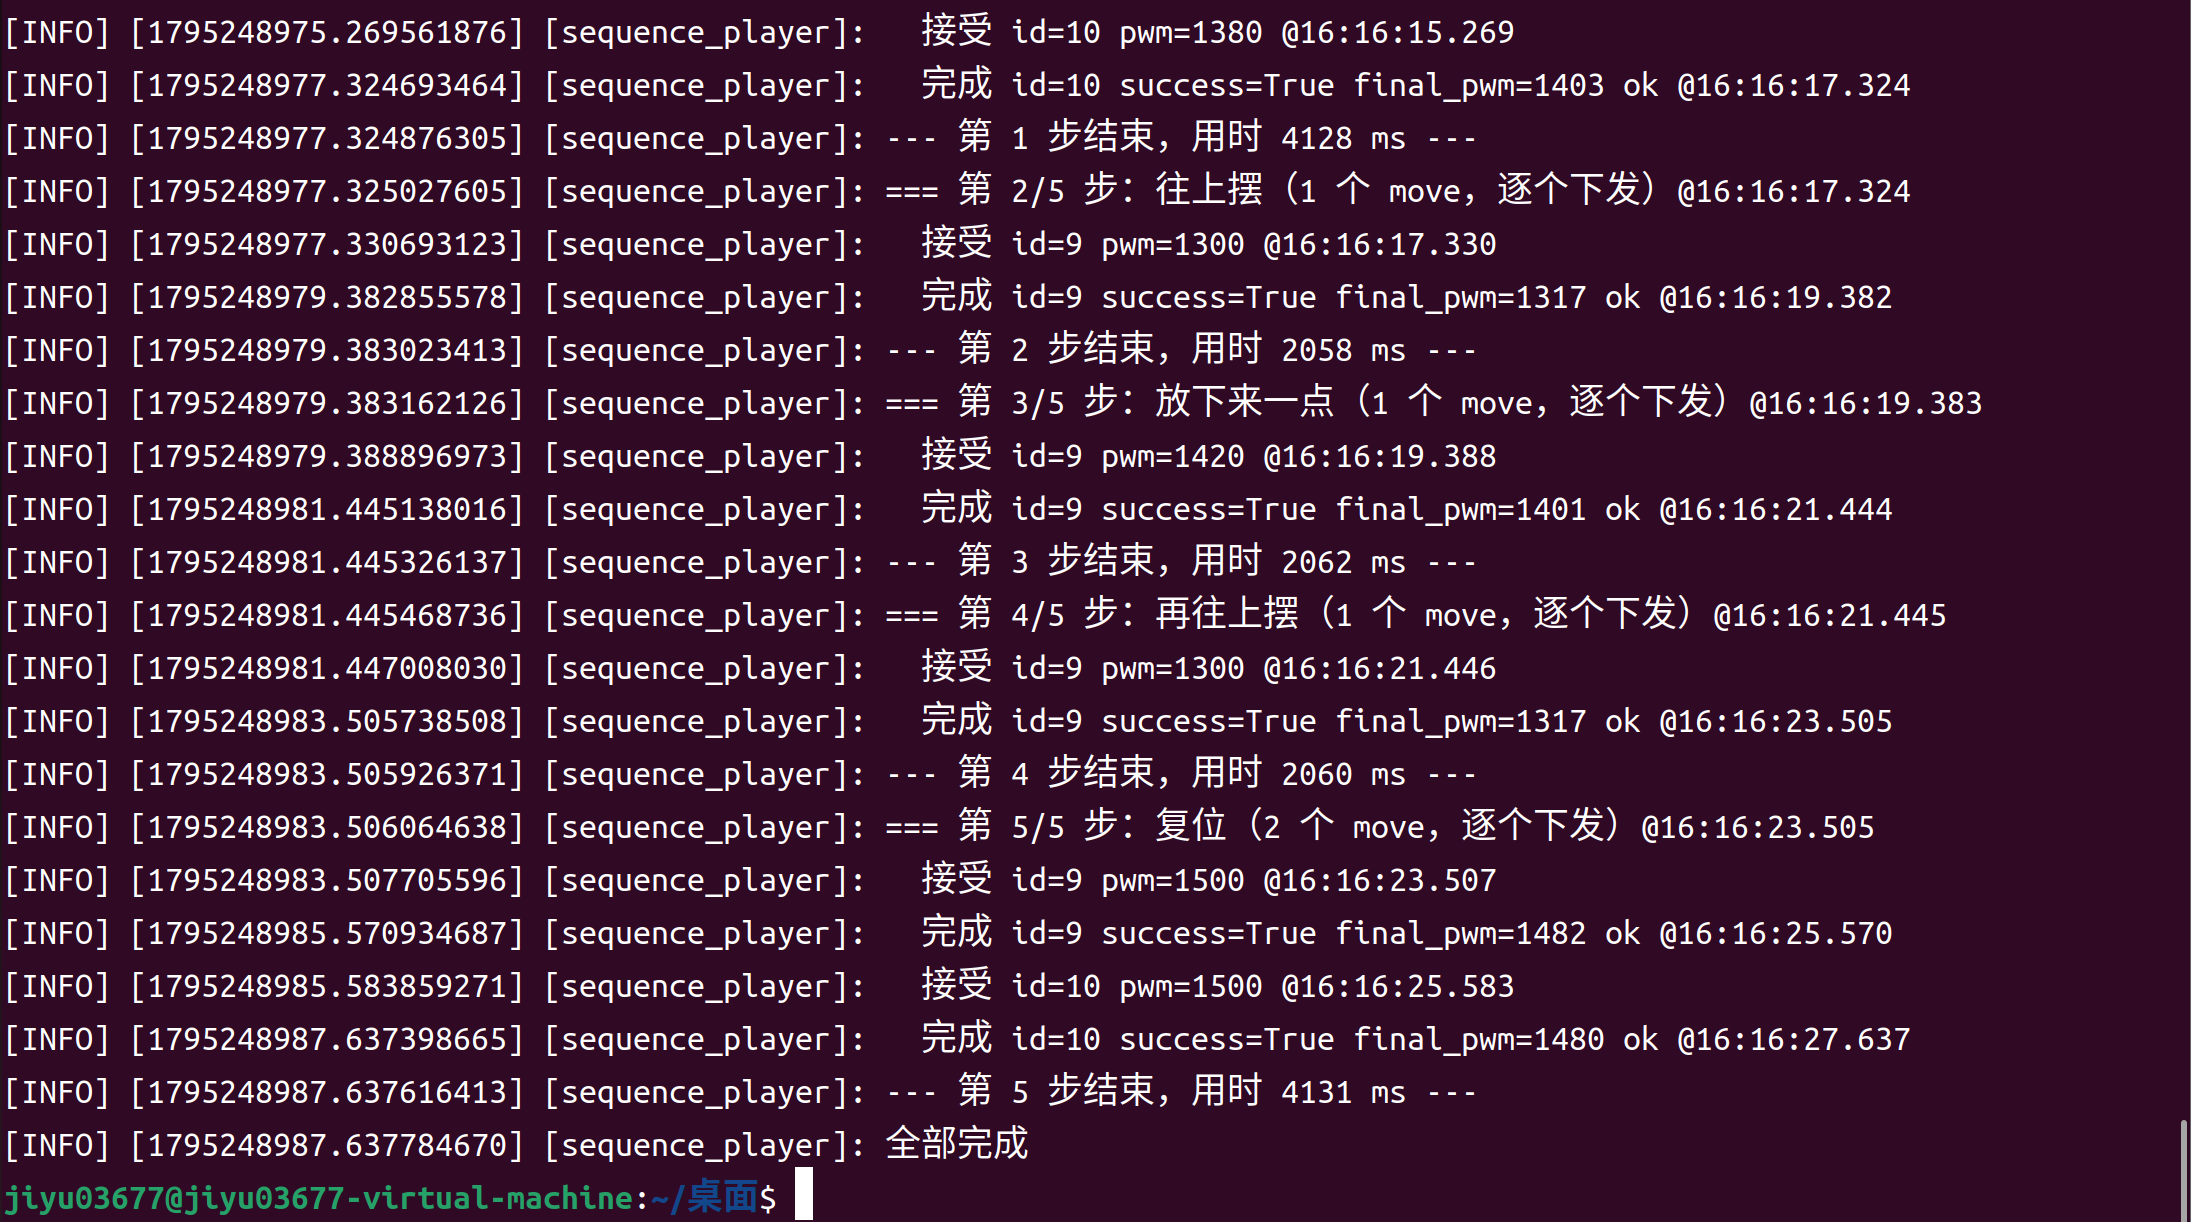 [INFO] [1795248975.269561876] [sequence_player]:   接受 id=10 pwm=1380 @16:16:15.269
[INFO] [1795248977.324693464] [sequence_player]:   完成 id=10 success=True final_pwm=1403 ok @16:16:17.324
[INFO] [1795248977.324876305] [sequence_player]: --- 第 1 步结束，用时 4128 ms ---
[INFO] [1795248977.325027605] [sequence_player]: === 第 2/5 步：往上摆（1 个 move，逐个下发）@16:16:17.324
[INFO] [1795248977.330693123] [sequence_player]:   接受 id=9 pwm=1300 @16:16:17.330
[INFO] [1795248979.382855578] [sequence_player]:   完成 id=9 success=True final_pwm=1317 ok @16:16:19.382
[INFO] [1795248979.383023413] [sequence_player]: --- 第 2 步结束，用时 2058 ms ---
[INFO] [1795248979.383162126] [sequence_player]: === 第 3/5 步：放下来一点（1 个 move，逐个下发）@16:16:19.383
[INFO] [1795248979.388896973] [sequence_player]:   接受 id=9 pwm=1420 @16:16:19.388
[INFO] [1795248981.445138016] [sequence_player]:   完成 id=9 success=True final_pwm=1401 ok @16:16:21.444
[INFO] [1795248981.445326137] [sequence_player]: --- 第 3 步结束，用时 2062 ms ---
[INFO] [1795248981.445468736] [sequence_player]: === 第 4/5 步：再往上摆（1 个 move，逐个下发）@16:16:21.445
[INFO] [1795248981.447008030] [sequence_player]:   接受 id=9 pwm=1300 @16:16:21.446
[INFO] [1795248983.505738508] [sequence_player]:   完成 id=9 success=True final_pwm=1317 ok @16:16:23.505
[INFO] [1795248983.505926371] [sequence_player]: --- 第 4 步结束，用时 2060 ms ---
[INFO] [1795248983.506064638] [sequence_player]: === 第 5/5 步：复位（2 个 move，逐个下发）@16:16:23.505
[INFO] [1795248983.507705596] [sequence_player]:   接受 id=9 pwm=1500 @16:16:23.507
[INFO] [1795248985.570934687] [sequence_player]:   完成 id=9 success=True final_pwm=1482 ok @16:16:25.570
[INFO] [1795248985.583859271] [sequence_player]:   接受 id=10 pwm=1500 @16:16:25.583
[INFO] [1795248987.637398665] [sequence_player]:   完成 id=10 success=True final_pwm=1480 ok @16:16:27.637
[INFO] [1795248987.637616413] [sequence_player]: --- 第 5 步结束，用时 4131 ms ---
[INFO] [1795248987.637784670] [sequence_player]: 全部完成
jiyu03677@jiyu03677-virtual-machine:~/桌面$